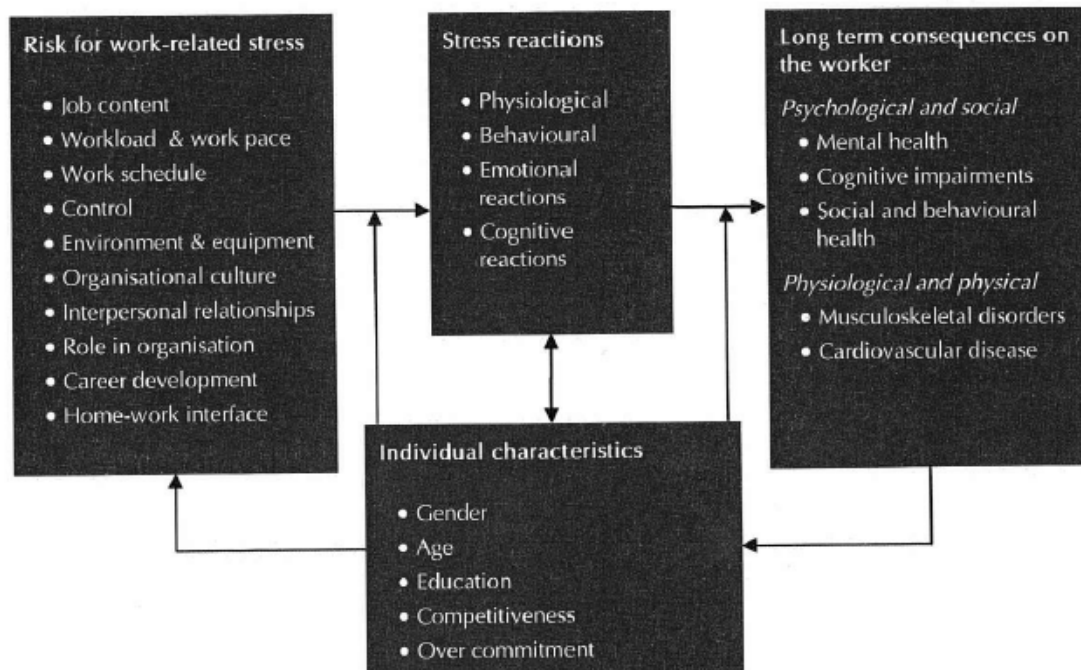 Risk for work-related stress
• Job content
• Workload & work pace
• Work schedule
• Control
• Environment & equipment
• Organisational culture
• Interpersonal relationships
• Role in organisation
• Career development
• Home-work interface
Stress reactions
• Physiological
• Behavioural
• Emotional
reactions
• Cognitive
reactions
Long term consequences on
the worker
Psychological and social
• Mental health
• Cognitive impairments
• Social and behavioural
health
Physiological and physical
• Musculoskeletal disorders
• Cardiovascular disease
Individual characteristics
• Gender
• Age
• Education
• Competitiveness
• Over commitment